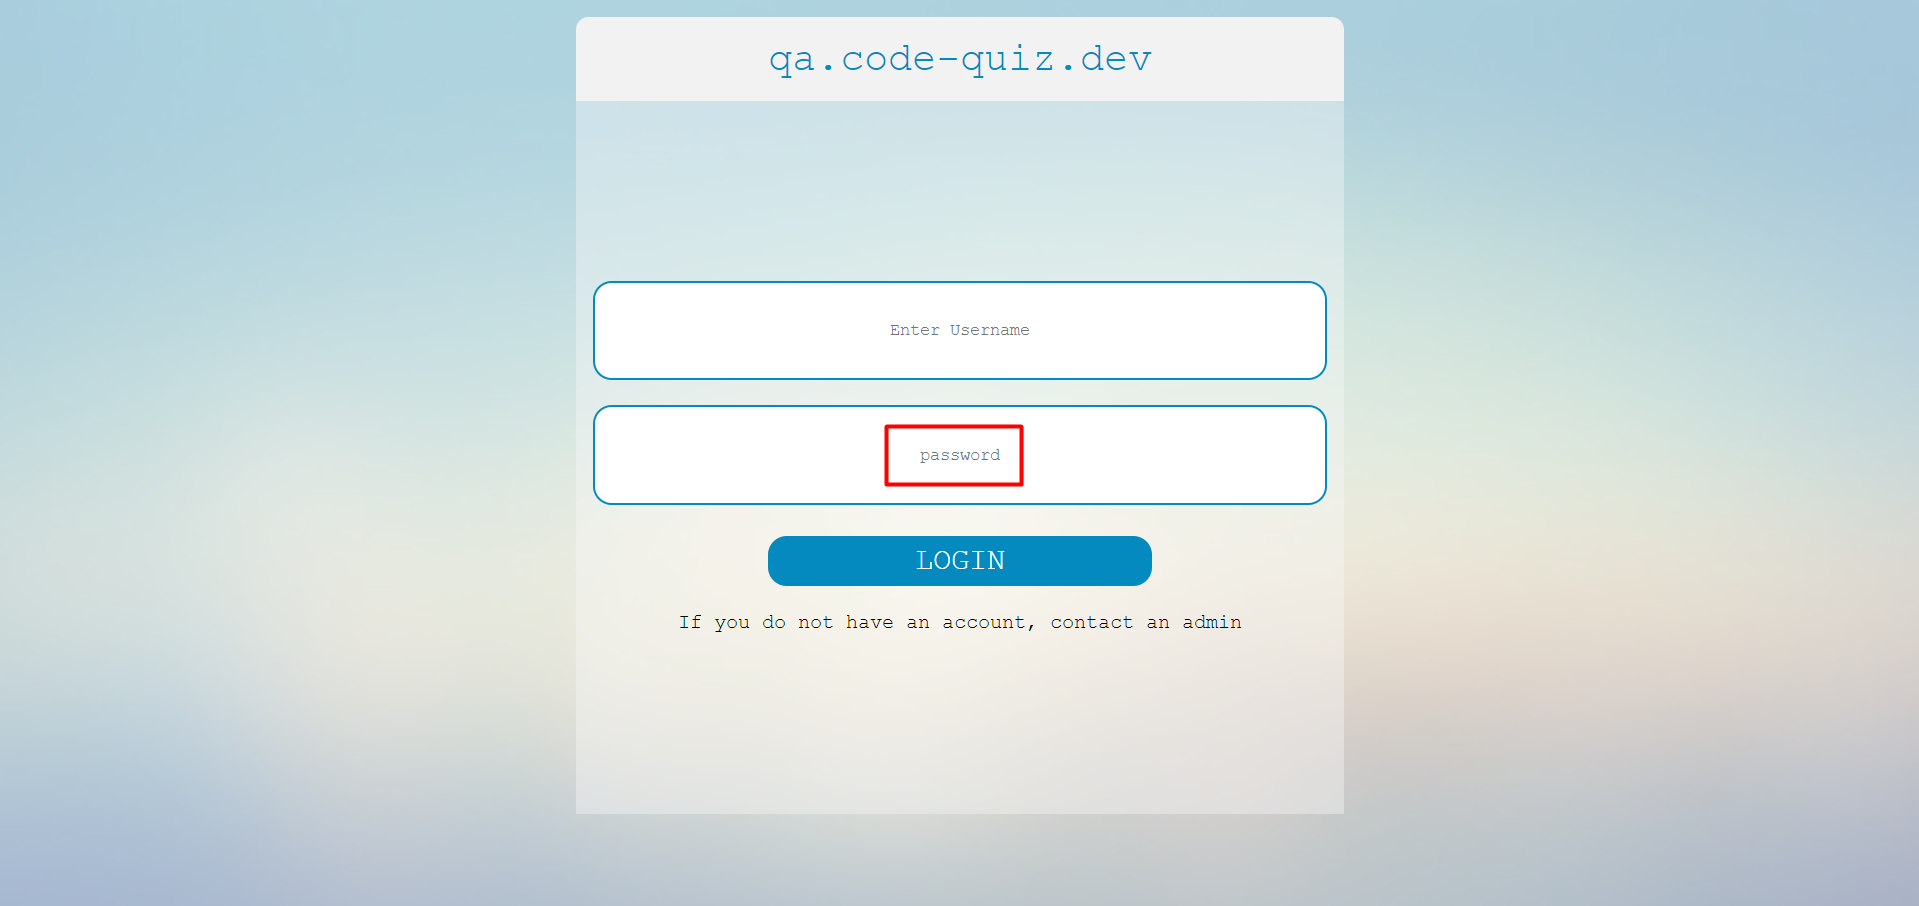 qa.code-quiz.dev
Enter Username
password
LOGIN
If you do not have an account, contact an admin